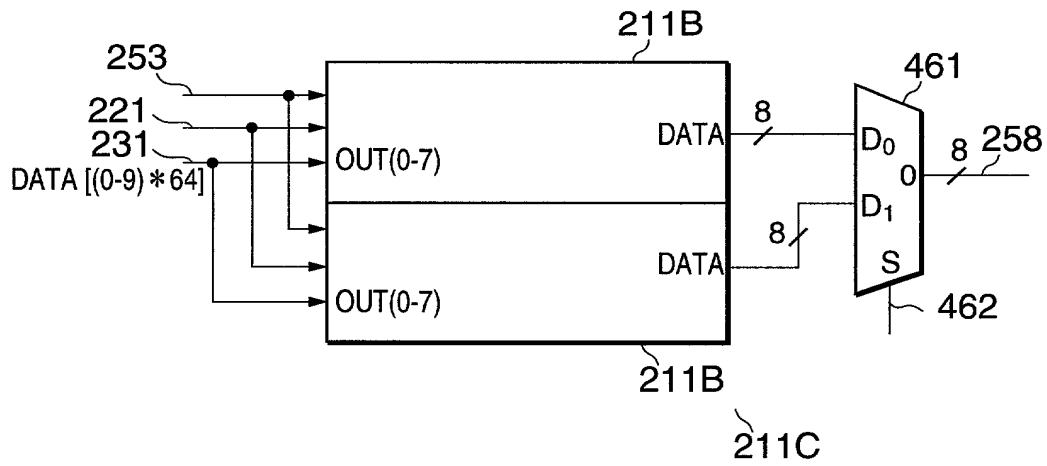 211B
253
461
221
8
DATA
D0
8
258
231
OUT(0-7)
DATA [(0-9)*64]
0
D1
8
DATA
S
OUT(0-7)
462
211B
211C